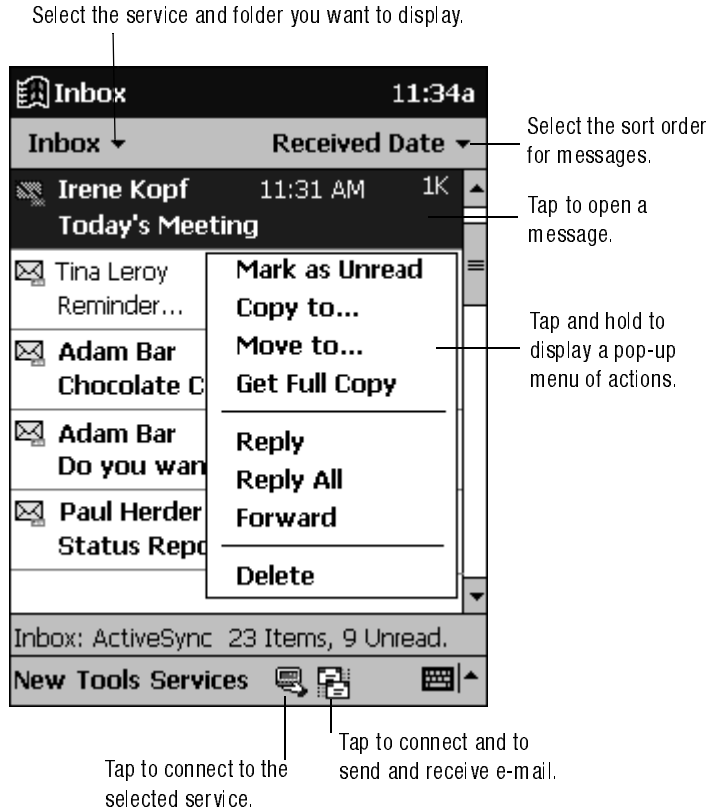 Select the service and folder you want to display.
Inbox 11:34a
Inbox Received Date
Select the sort order
for messages.
Irene Kopf 11:31 AM 1K
Today's Meeting
Tap to open a
message.
Tina Leroy
Reminder...
Mark as Unread
Copy to...
Move to...
Get Full Copy
Reply
Reply All
Forward
Delete
Tap and hold to
display a pop-up
menu of actions.
Adam Bar
Chocolate C
Adam Bar
Do you wan
Paul Herder
Status Repo
Inbox: ActiveSync 23 Items, 9 Unread.
New Tools Services
Tap to connect to the
selected service.
Tap to connect and to
send and receive e-mail.